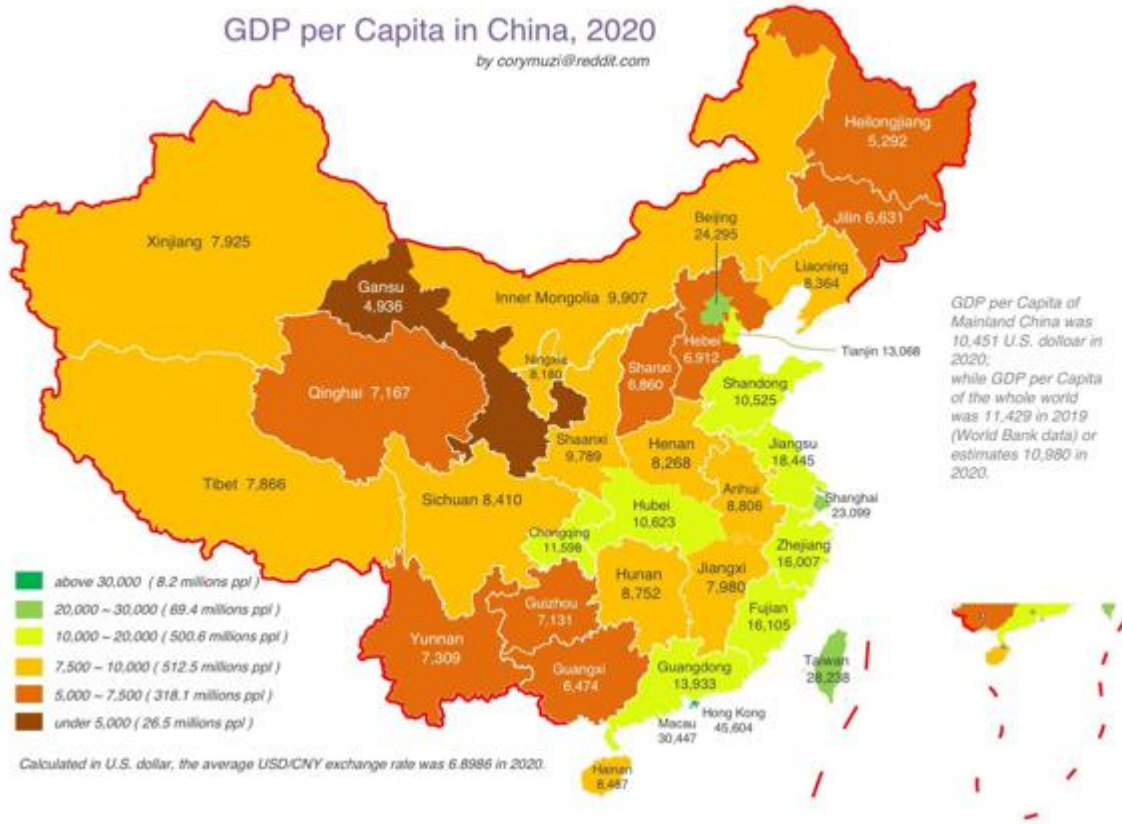 GDP per Capita in China, 2020
by corymuzi@reddit.com
Heilongjiang
5,292
Jilin 6,631
Beijing
24,295
Xinjiang 7,925
Liaoning
8,364
Gansu
4,936
Inner Mongolia 9,907
GDP per Capita of
Mainland China was
10,451 U.S. dolloar in
2020;
while GDP per Capita
of the whole world
was 11,429 in 2019
(World Bank data) or
estimates 10,980 in
2020.
Hebei
6,912
Tianjin 13,068
Ningxia
8,180
Shanxi
6,860
Qinghai 7,167
Shandong
10,525
Shaanxi
9,789
Henan
8,268
Jiangsu
18,445
Tibet 7,866
Sichuan 8,410
Anhui
8,806
Shanghai
23,099
Hubei
10,623
Chongqing
11,598
Zhejiang
16,007
Hunan
8,752
Jiangxi
7,980
Guizhou
7,131
Fujian
16,105
Yunnan
7,309
Guangxi
6,474
Guangdong
13,933
Taiwan
28,238
Hong Kong
45,604
Macau
30,447
Hainan
8,487
above 30,000 ( 8.2 millions ppl )
20,000 ~ 30,000 ( 69.4 millions ppl )
10,000 ~ 20,000 ( 500.6 millions ppl )
7,500 ~ 10,000 ( 512.5 millions ppl )
5,000 ~ 7,500 ( 318.1 millions ppl )
under 5,000 ( 26.5 millions ppl )
Calculated in U.S. dollar, the average USD/CNY exchange rate was 6.8986 in 2020.